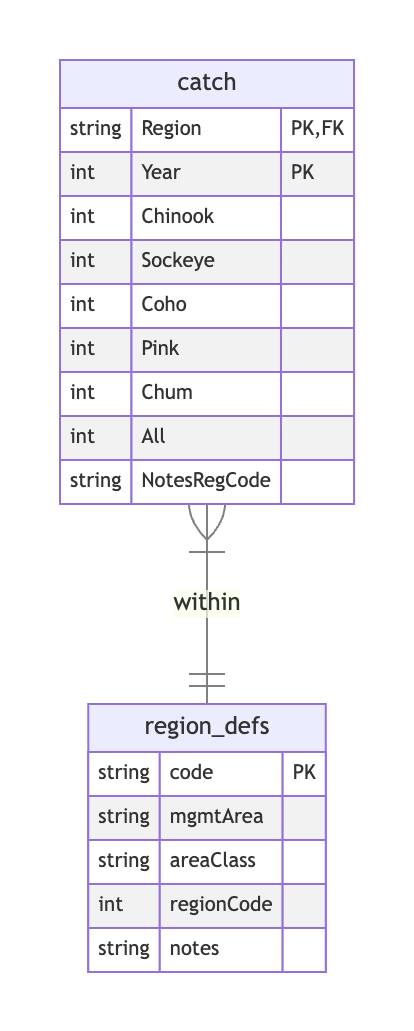 catch
string Region PK,FK
int Year PK
int Chinook
int Sockeye
int Coho
int Pink
int Chum
int All
string NotesRegCode
within
region_defs
string code PK
string mgmtArea
string areaClass
int regionCode
string notes